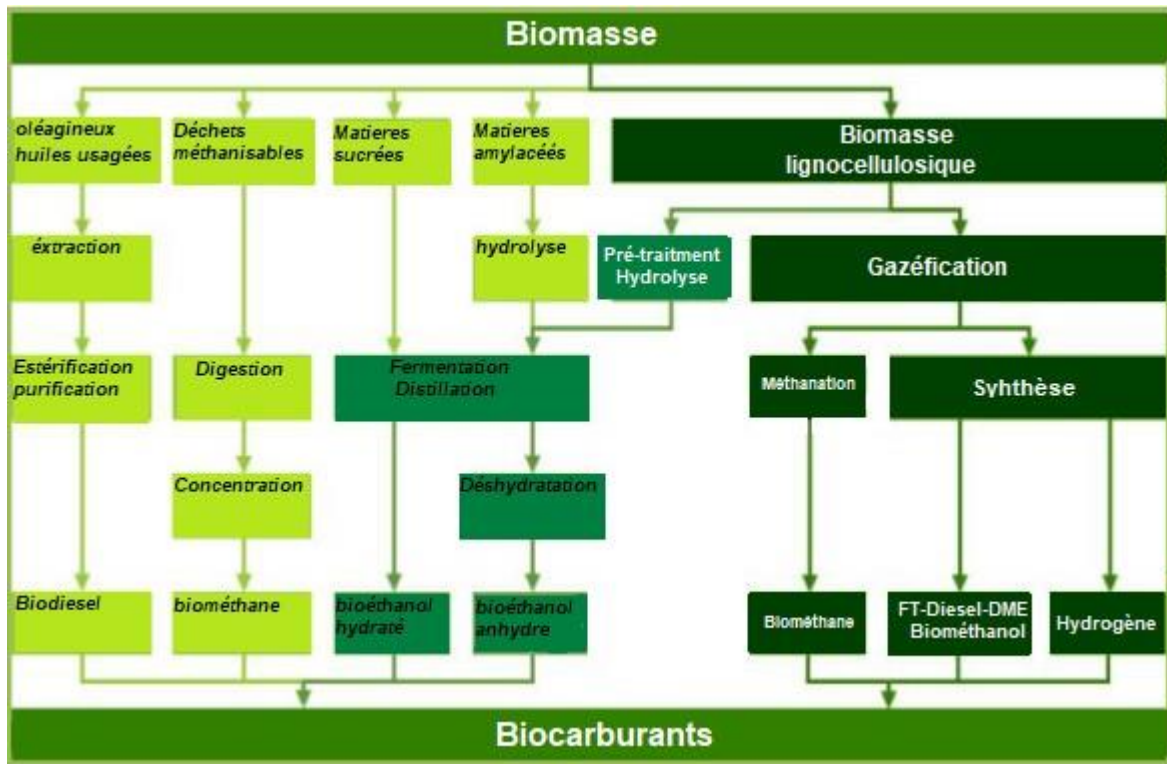 Biomasse
oléagineux
huiles usagées
Déchets
méthanisables
Matieres
sucrées
Matieres
amylacéés
Biomasse
lignocellulosique
éxtraction
hydrolyse
Pré-traitment
Hydrolyse
Gazéfication
Estérification
purification
Digestion
Fermentation
Distillation
Méthanation
Syhthèse
Concentration
Déshydratation
Biodiesel
biométhane
bioéthanol
hydraté
bioéthanol
anhydre
Biométhane
FT-Diesel-DME
Biométhanol
Hydrogène
Biocarburants